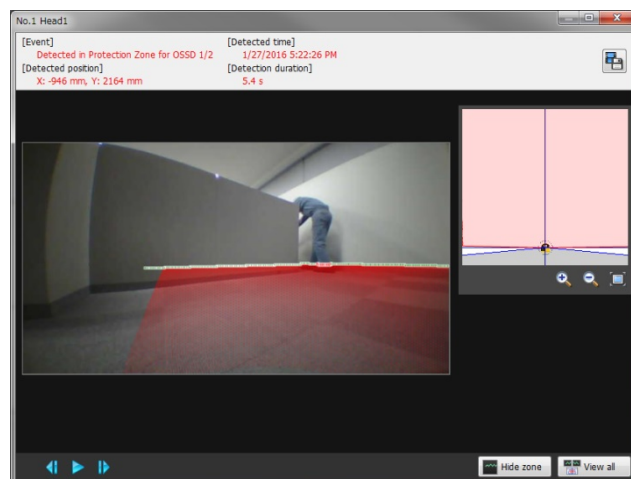 No.1 Head1
[Event]
Detected in Protection Zone for OSSD 1/2
[Detected position]
X: -946 mm, Y: 2164 mm
[Detected time]
1/27/2016 5:22:26 PM
[Detection duration]
5.4 s
Hide zone
View all